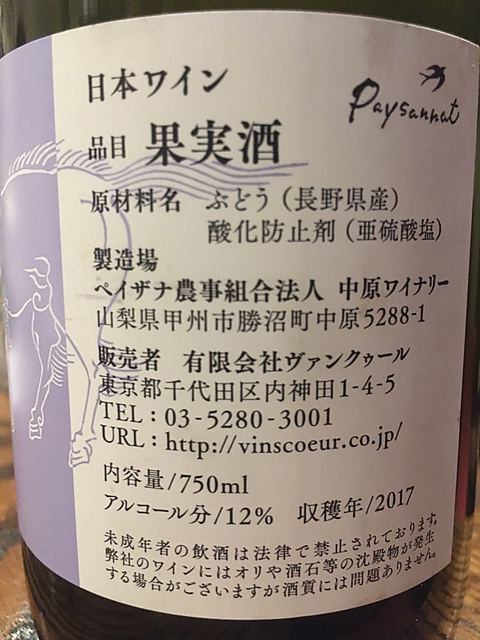 日本ワイン
Paysannat
品目 果実酒
原材料名 ぶどう（長野県産）
酸化防止剤（亜硫酸塩）
製造場
ペイザナ農事組合法人 中原ワイナリー
山梨県甲州市勝沼町中原5288-1
販売者 有限会社ヴァンクゥール
東京都千代田区内神田1-4-5
TEL：03-5280-3001
URL：http://vinscoeur.co.jp/
内容量/750ml
アルコール分/12% 収穫年/2017
未成年者の飲酒は法律で禁止されております。
弊社のワインにはオリや酒石等の沈殿物が発生
する場合がございますが酒質には問題ありません。